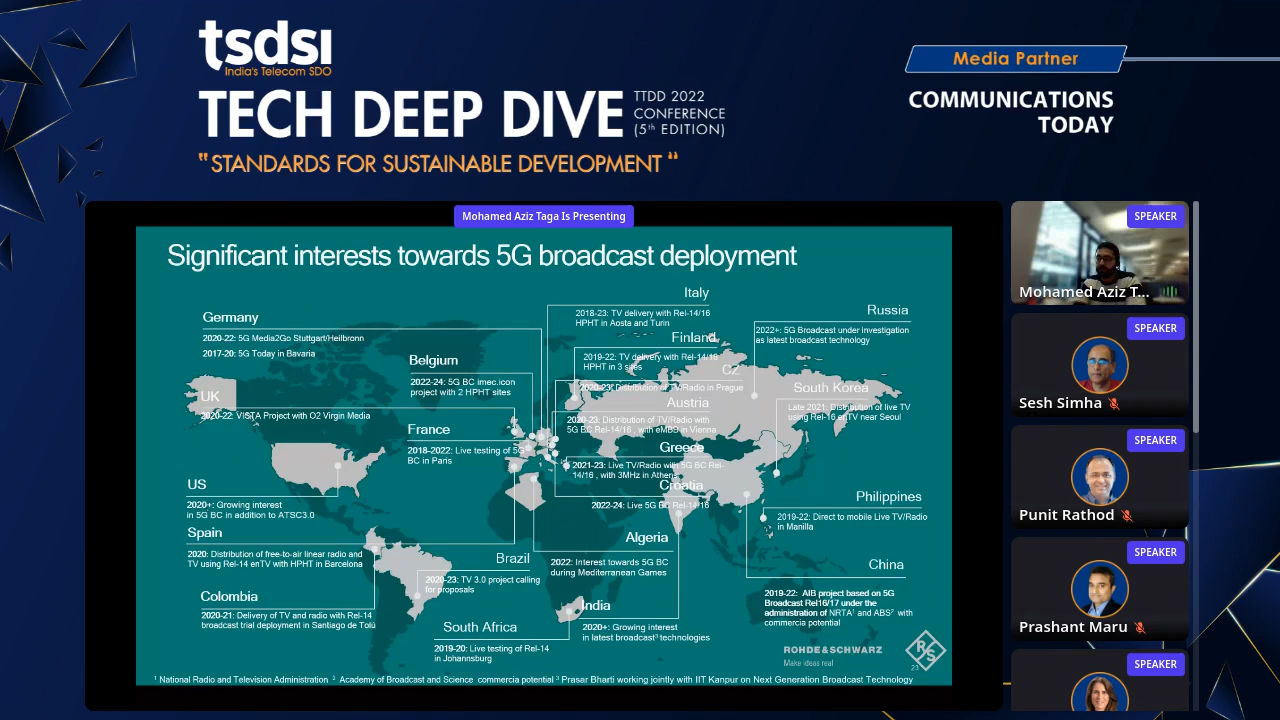 tsdsi
India's Telecom SDO
TECH DEEP DIVE
TTDD 2022
CONFERENCE
(5th EDITION)
"STANDARDS FOR SUSTAINABLE DEVELOPMENT"
Media Partner
COMMUNICATIONS
TODAY
Mohamed Aziz Taga Is Presenting
Significant interests towards 5G broadcast deployment
Italy
2018-23: TV delivery with Rel-14/16
HPHT in Aosta and Turin
Russia
2022+: 5G Broadcast under investigation
as latest broadcast technology
Germany
2020-22: 5G Media2Go Stuttgart/Heilbronn
2017-20: 5G Today in Bavaria
Finland
2019-22: TV delivery with Rel-14/16
HPHT in 3 sites
Belgium
2022-24: 5G BC imec.icon
project with 2 HPHT sites
CZ
2020-23: Distribution of TV/Radio in Prague
South Korea
Late 2021: Distribution of live TV
using Rel-16 enTV near Seoul
UK
2020-22: VISTA Project with O2 Virgin Media
Austria
2020-23: Distribution of TV/Radio with
5G BC Rel-14/16 , with eMBB in Vienna
France
2018-2022: Live testing of 5G
BC in Paris
Greece
2021-23: Live TV/Radio with 5G BC Rel-
14/16 , with 3MHz in Athens
US
2020+: Growing interest
in 5G BC in addition to ATSC3.0
Croatia
2022-24: Live 5G BC Rel-14/16
Philippines
2019-22: Direct to mobile Live TV/Radio
in Manilla
Spain
2020: Distribution of free-to-air linear radio and
TV using Rel-14 enTV with HPHT in Barcelona
Algeria
2022: Interest towards 5G BC
during Mediterranean Games
Brazil
2020-23: TV 3.0 project calling
for proposals
China
2019-22: AIB project based on 5G
Broadcast Rel16/17 under the
administration of NRTA¹ and ABS² with
commercia potential
Colombia
2020-21: Delivery of TV and radio with Rel-14
broadcast trial deployment in Santiago de Tolú
India
2020+: Growing interest
in latest broadcast³ technologies
South Africa
2019-20: Live testing of Rel-14
in Johannsburg
ROHDE&SCHWARZ
Make ideas real
R S
23
¹ National Radio and Television Administration ² Academy of Broadcast and Science commercia potential ³ Prasar Bharti working jointly with IIT Kanpur on Next Generation Broadcast Technology
SPEAKER
Mohamed Aziz T...
SPEAKER
Sesh Simha
SPEAKER
Punit Rathod
SPEAKER
Prashant Maru
SPEAKER